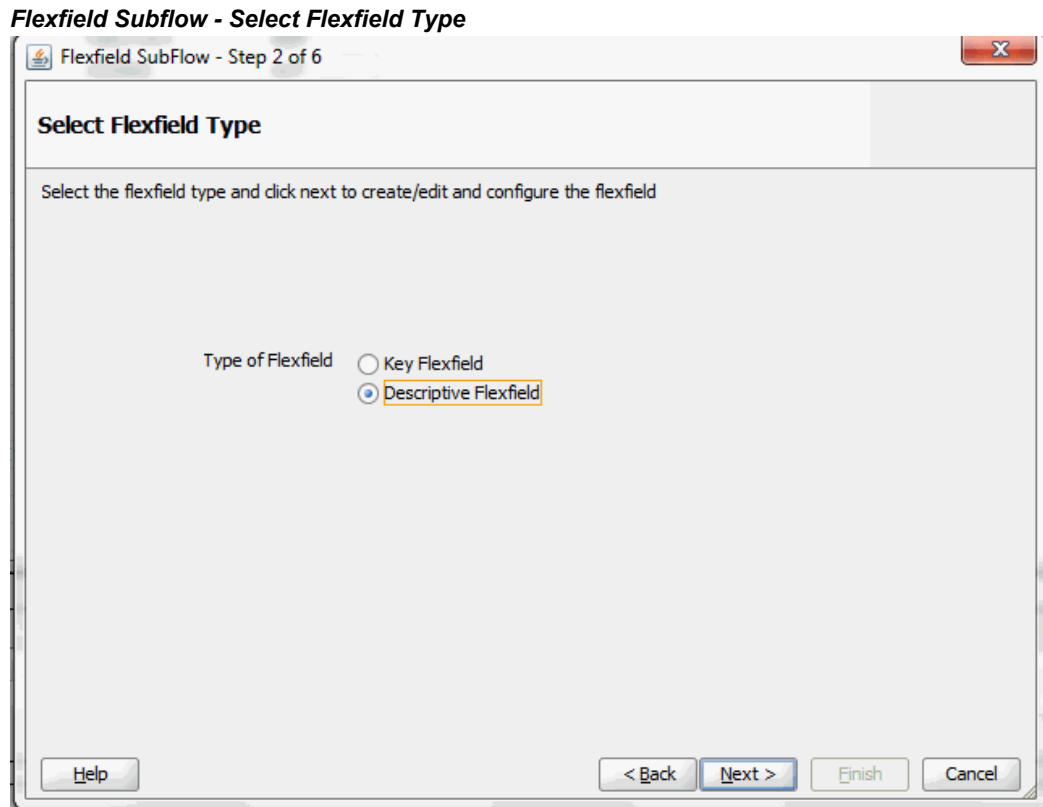 Flexfield Subflow - Select Flexfield Type
Flexfield SubFlow - Step 2 of 6
Select Flexfield Type
Select the flexfield type and click next to create/edit and configure the flexfield
Type of Flexfield
Key Flexfield
Descriptive Flexfield
Help
< Back
Next >
Finish
Cancel